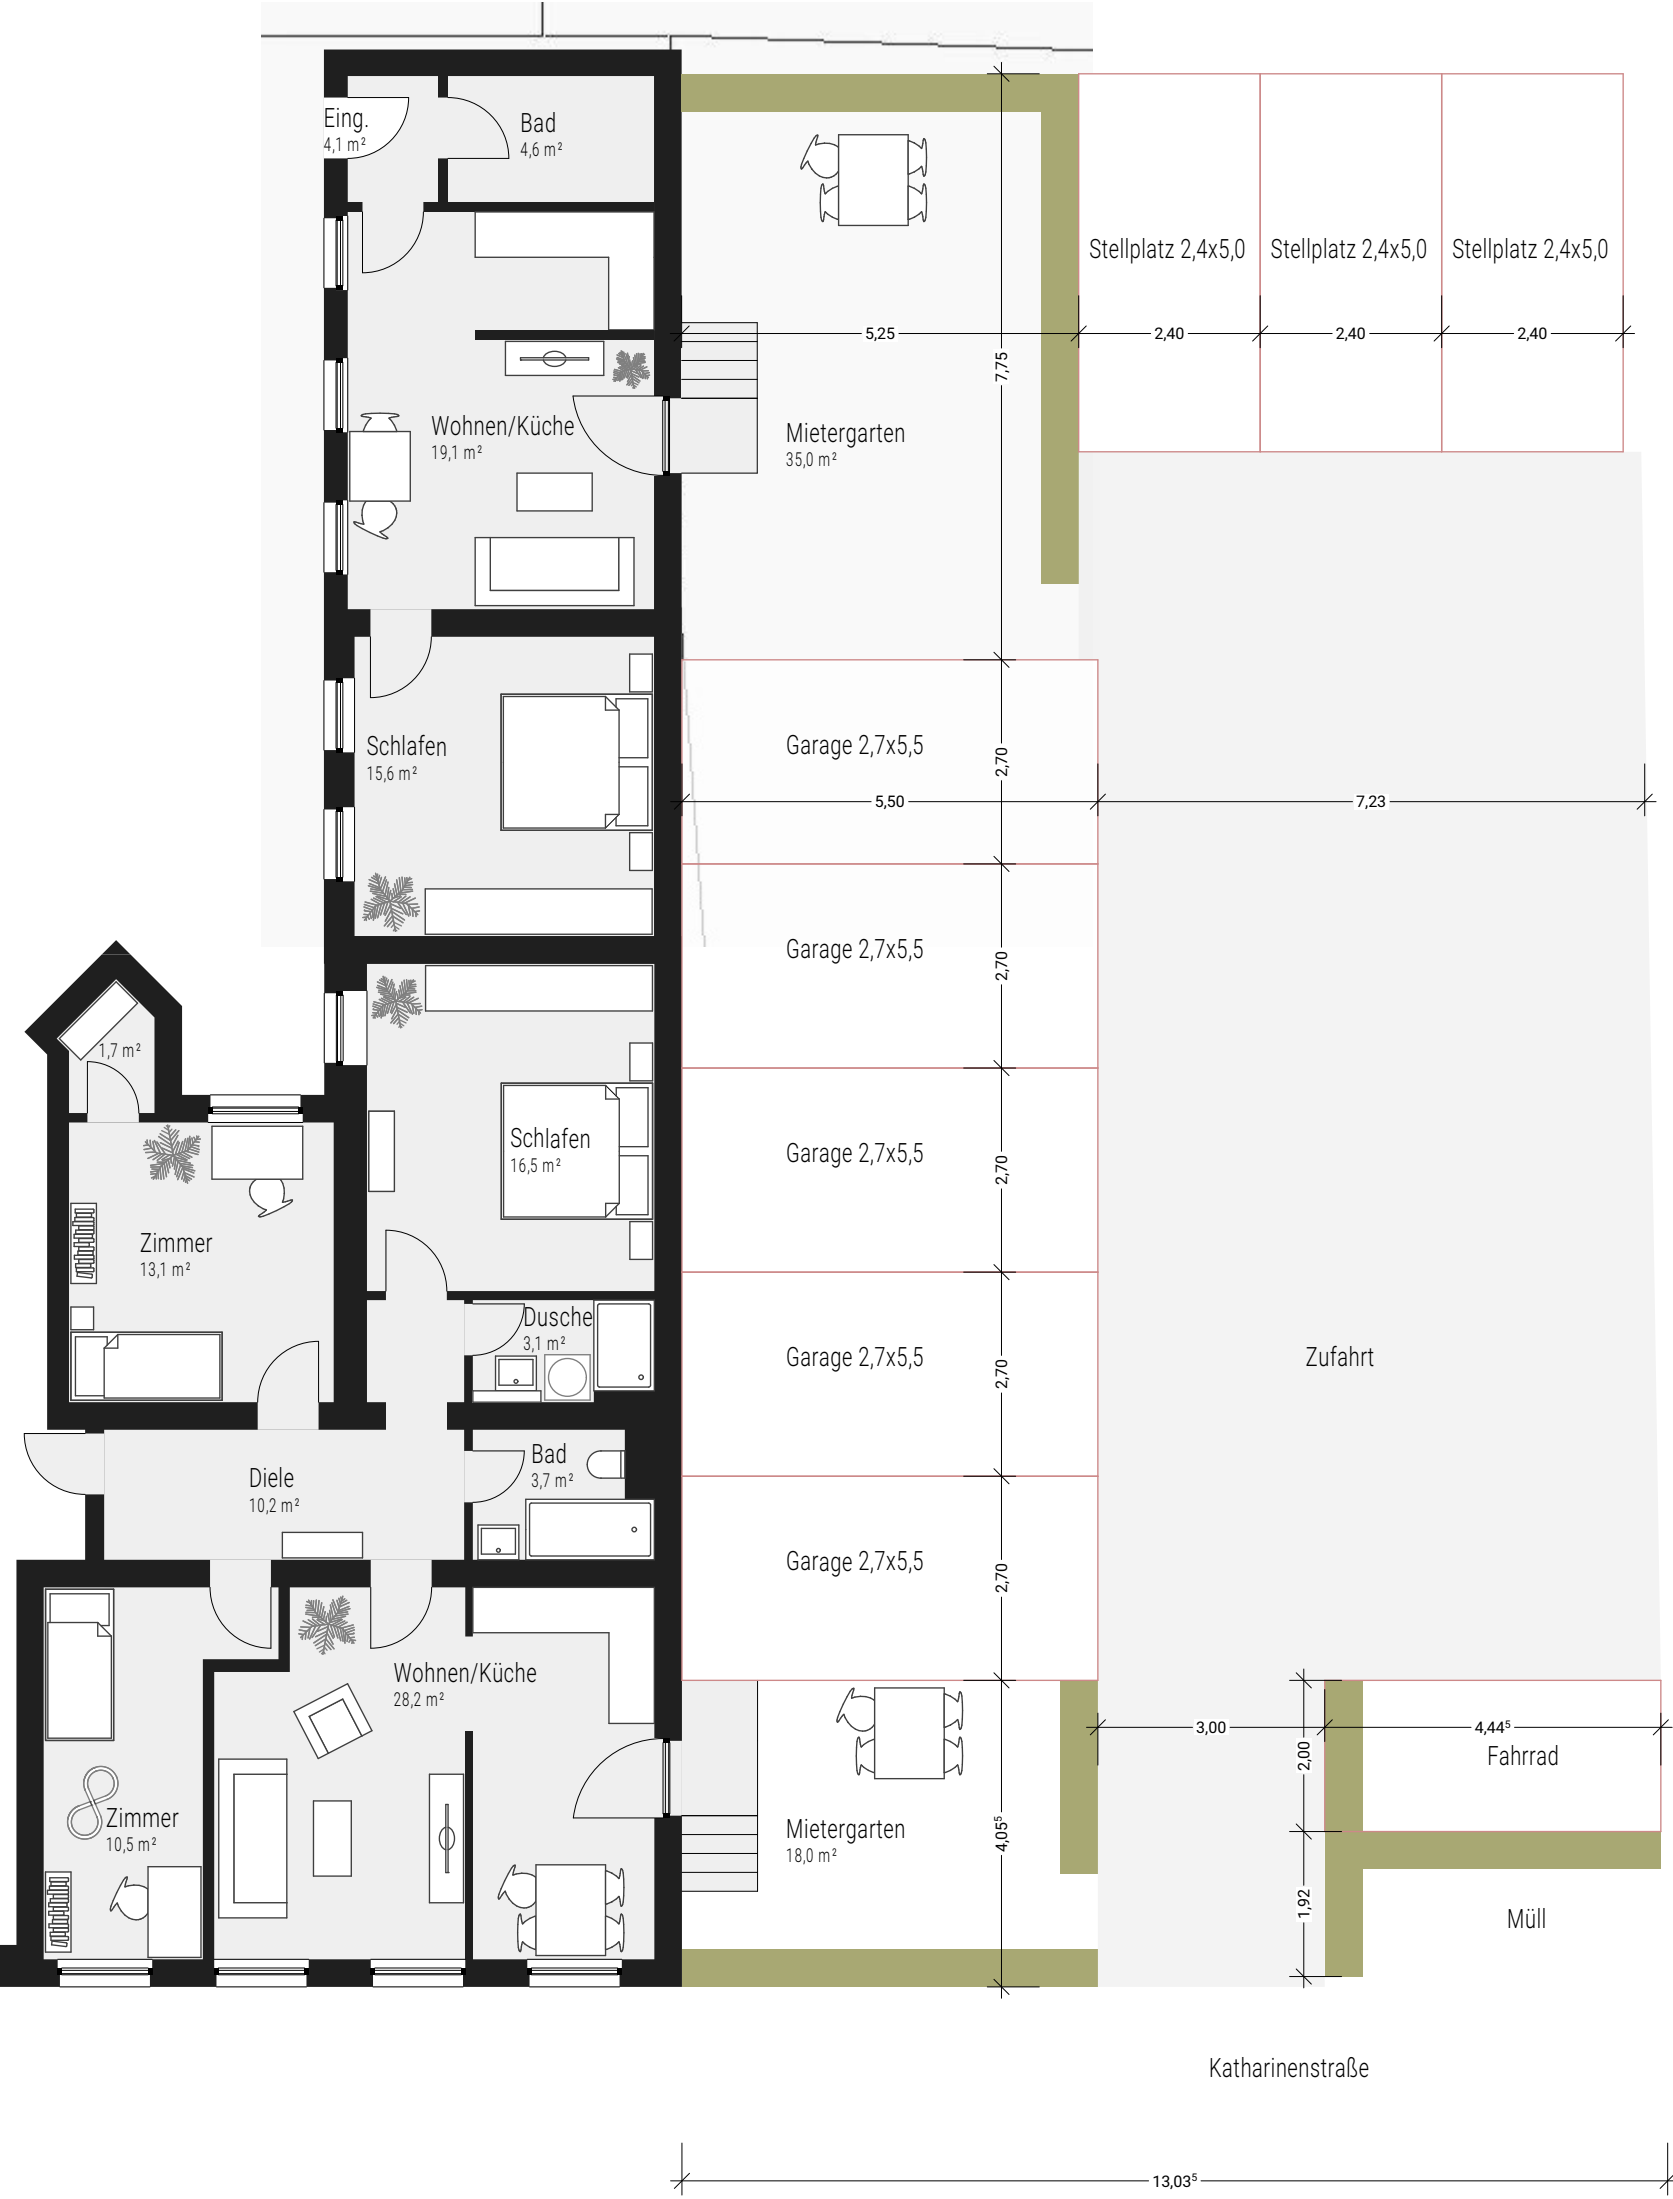 Eing.
4,1 m²
Bad
4,6 m²
Stellplatz 2,4x5,0
Stellplatz 2,4x5,0
Stellplatz 2,4x5,0
5,25
2,40
2,40
2,40
7,75
Wohnen/Küche
19,1 m²
Mietergarten
35,0 m²
Schlafen
15,6 m²
Garage 2,7x5,5
2,70
5,50
7,23
Garage 2,7x5,5
2,70
1,7 m²
Schlafen
16,5 m²
Garage 2,7x5,5
2,70
Zimmer
13,1 m²
Dusche
3,1 m²
Garage 2,7x5,5
2,70
Zufahrt
Diele
10,2 m²
Bad
3,7 m²
Garage 2,7x5,5
2,70
Wohnen/Küche
28,2 m²
3,00
4,44⁵
2,00
Fahrrad
Zimmer
10,5 m²
Mietergarten
18,0 m²
4,05⁵
1,92
Müll
Katharinenstraße
13,03⁵